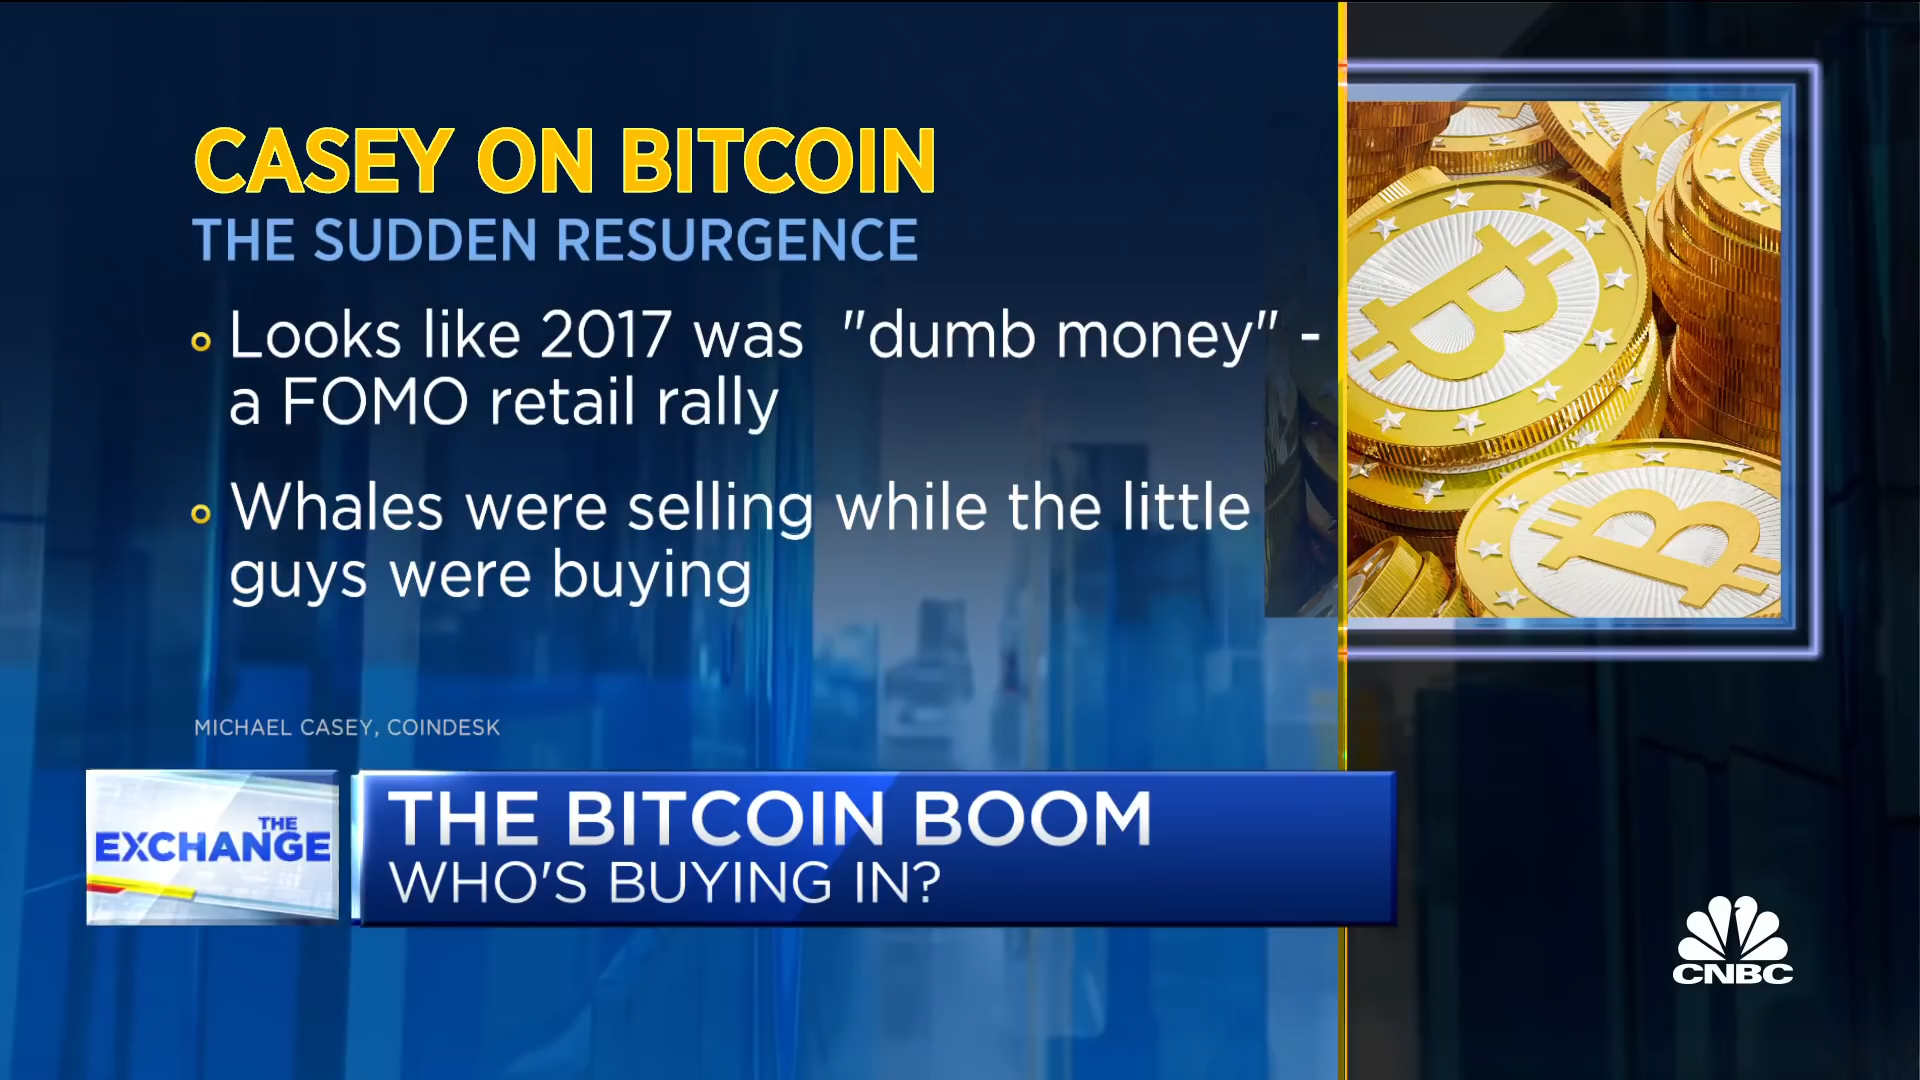 CASEY ON BITCOIN
THE SUDDEN RESURGENCE
Looks like 2017 was "dumb money" -
a FOMO retail rally
Whales were selling while the little
guys were buying
MICHAEL CASEY, COINDESK
THE
EXCHANGE
THE BITCOIN BOOM
WHO'S BUYING IN?
CNBC